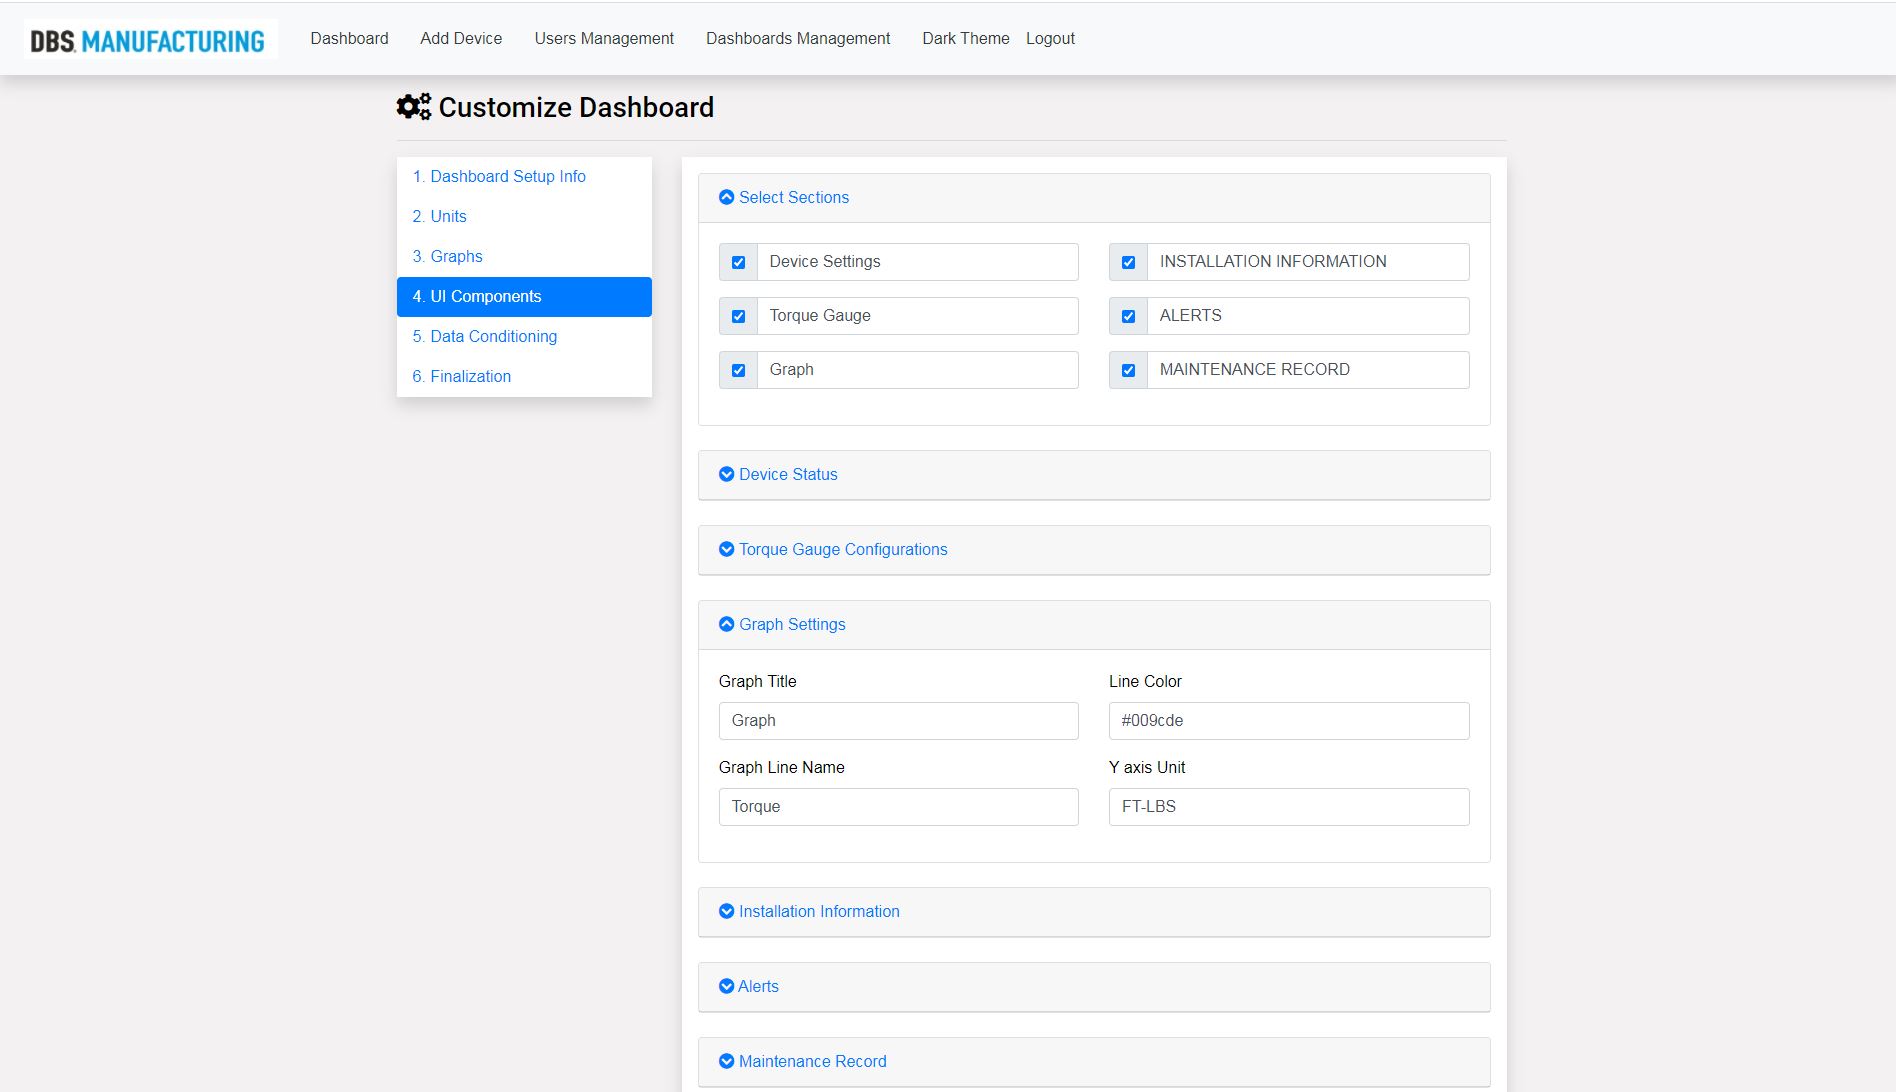 DBS MANUFACTURING
Dashboard
Add Device
Users Management
Dashboards Management
Dark Theme
Logout
Customize Dashboard
1. Dashboard Setup Info
2. Units
3. Graphs
4. UI Components
5. Data Conditioning
6. Finalization
Select Sections
Device Settings
INSTALLATION INFORMATION
Torque Gauge
ALERTS
Graph
MAINTENANCE RECORD
Device Status
Torque Gauge Configurations
Graph Settings
Graph Title
Line Color
Graph
#009cde
Graph Line Name
Y axis Unit
Torque
FT-LBS
Installation Information
Alerts
Maintenance Record